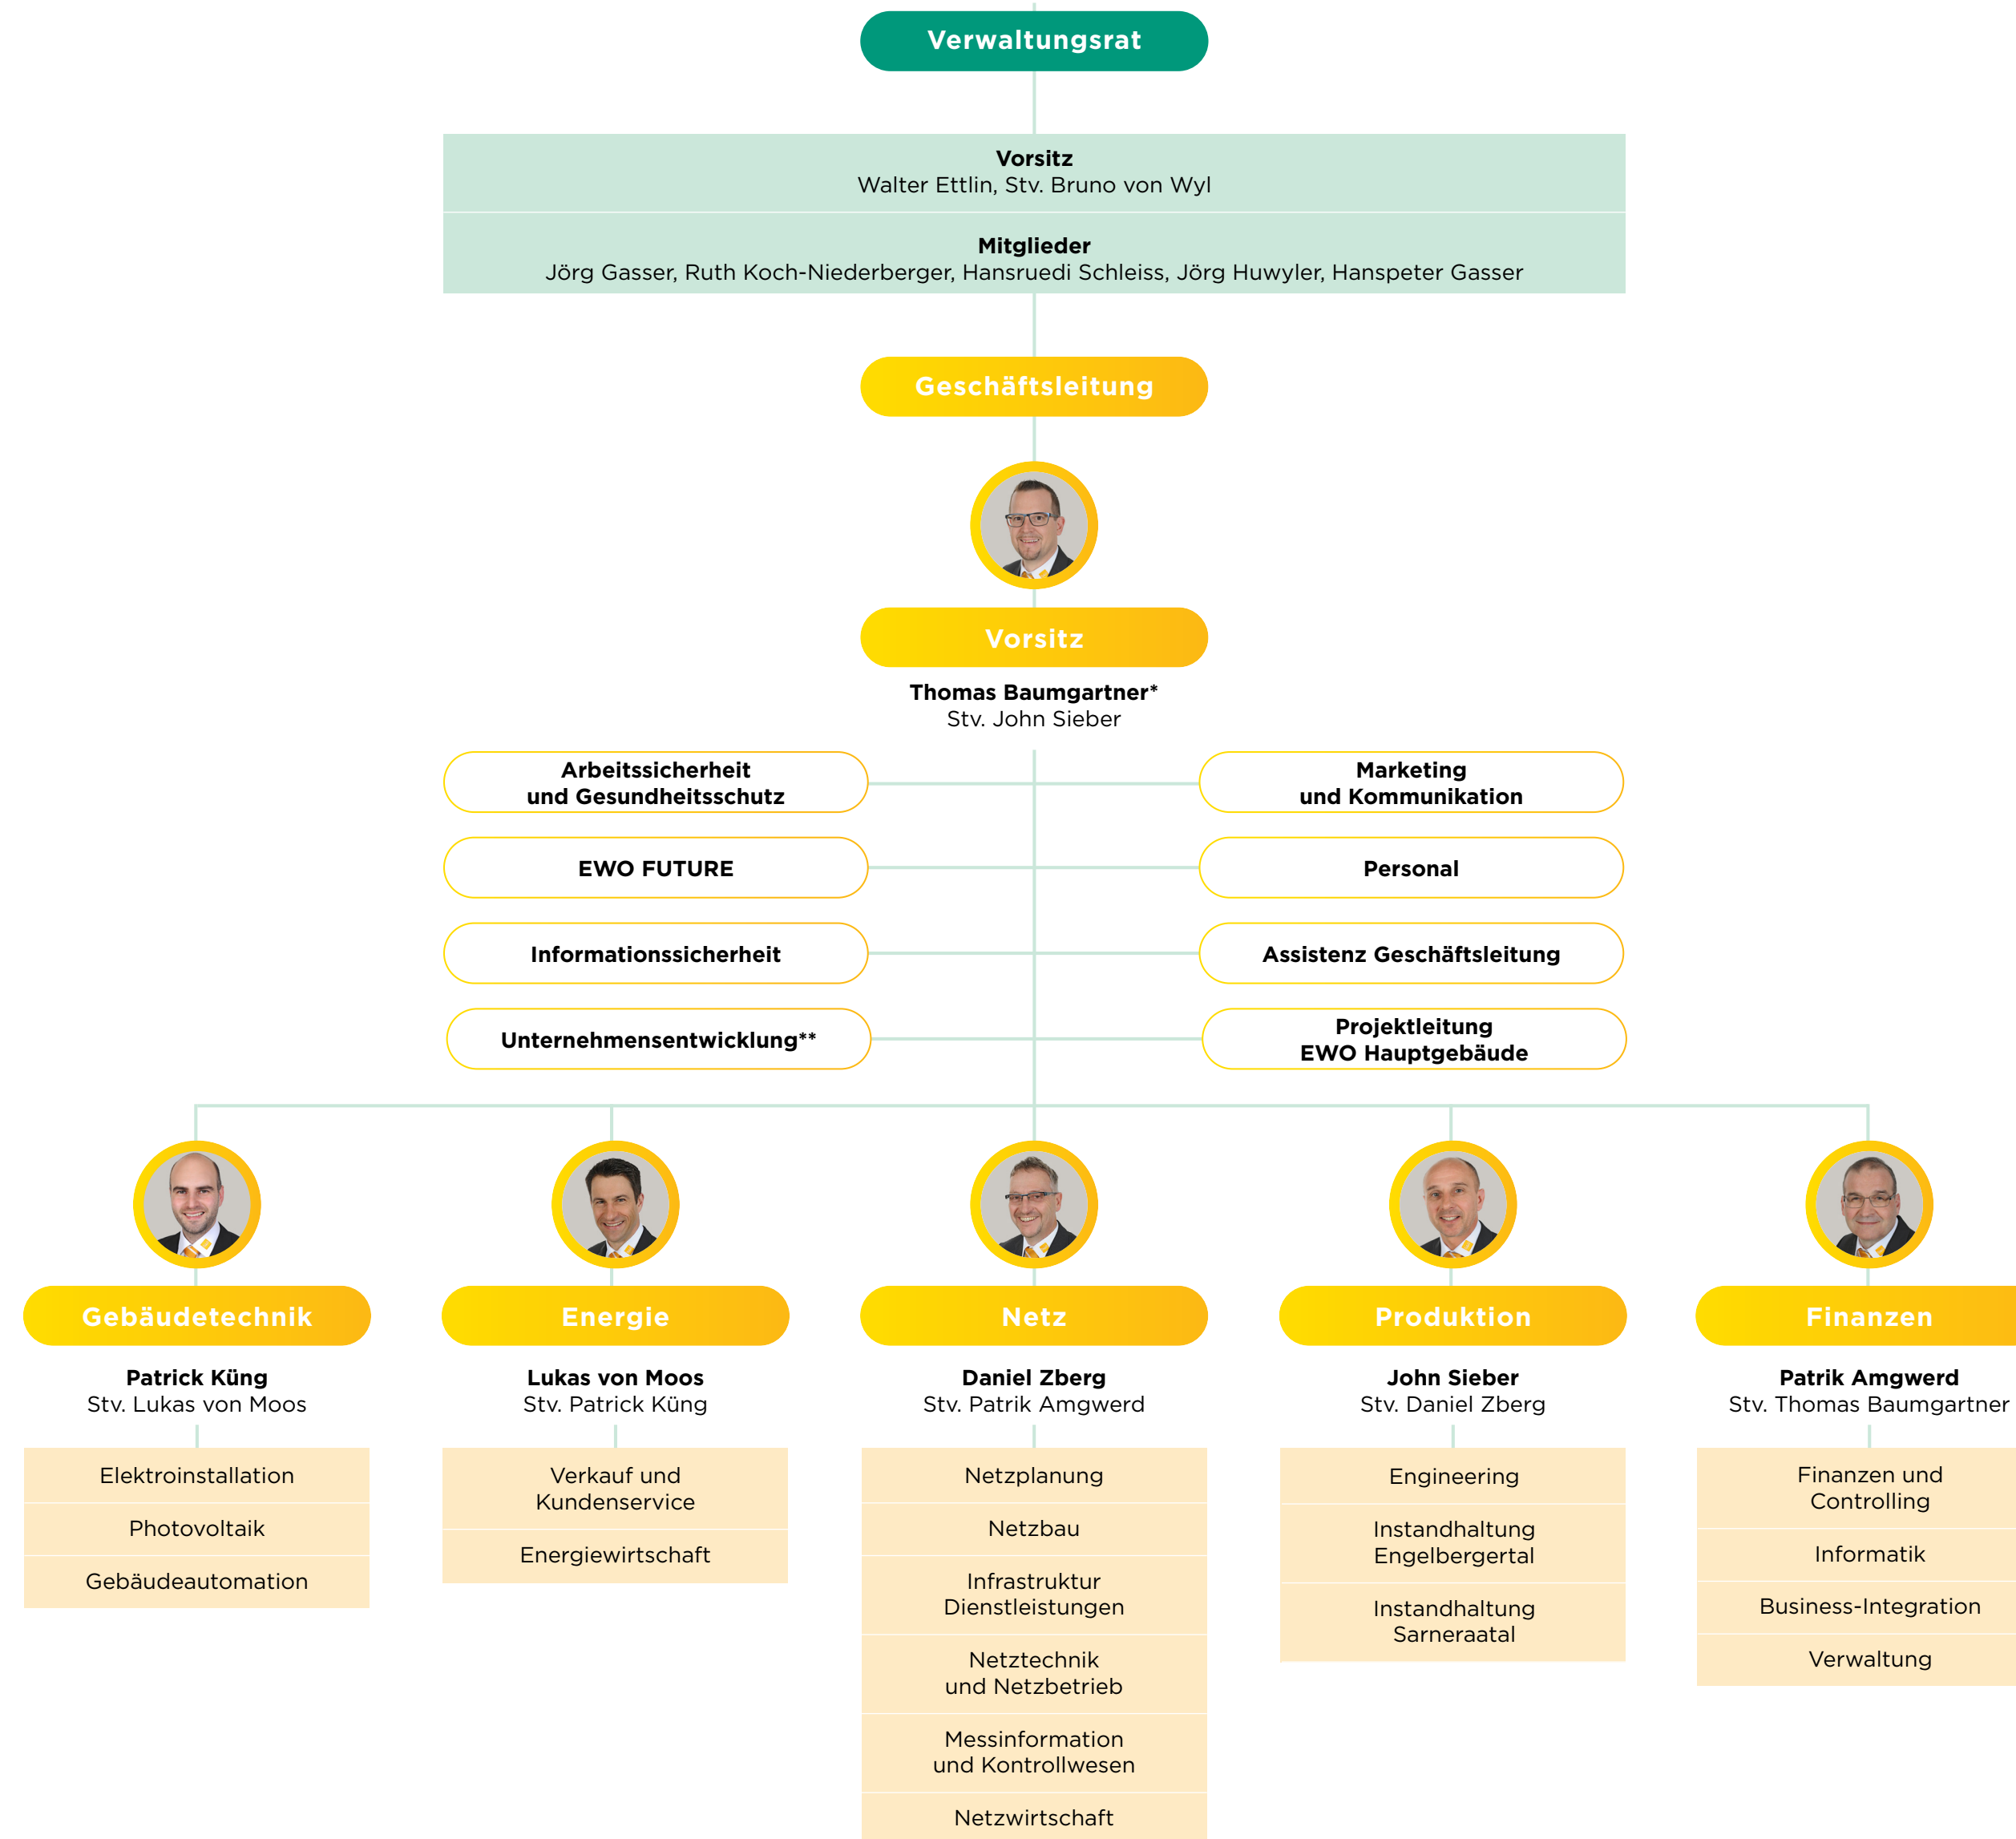 Verwaltungsrat
Vorsitz
Walter Ettlin, Stv. Bruno von Wyl
Mitglieder
Jörg Gasser, Ruth Koch-Niederberger, Hansruedi Schleiss, Jörg Huwyler, Hanspeter Gasser
Geschäftsleitung
Vorsitz
Thomas Baumgartner*
Stv. John Sieber
Arbeitssicherheit
und Gesundheitsschutz
Marketing
und Kommunikation
EWO FUTURE
Personal
Informationssicherheit
Assistenz Geschäftsleitung
Unternehmensentwicklung**
Projektleitung
EWO Hauptgebäude
Gebäudetechnik
Patrick Küng
Stv. Lukas von Moos
Elektroinstallation
Photovoltaik
Gebäudeautomation
Energie
Lukas von Moos
Stv. Patrick Küng
Verkauf und
Kundenservice
Energiewirtschaft
Netz
Daniel Zberg
Stv. Patrik Amgwerd
Netzplanung
Netzbau
Infrastruktur
Dienstleistungen
Netztechnik
und Netzbetrieb
Messinformation
und Kontrollwesen
Netzwirtschaft
Produktion
John Sieber
Stv. Daniel Zberg
Engineering
Instandhaltung
Engelbergertal
Instandhaltung
Sarneraatal
Finanzen
Patrik Amgwerd
Stv. Thomas Baumgartner
Finanzen und
Controlling
Informatik
Business-Integration
Verwaltung